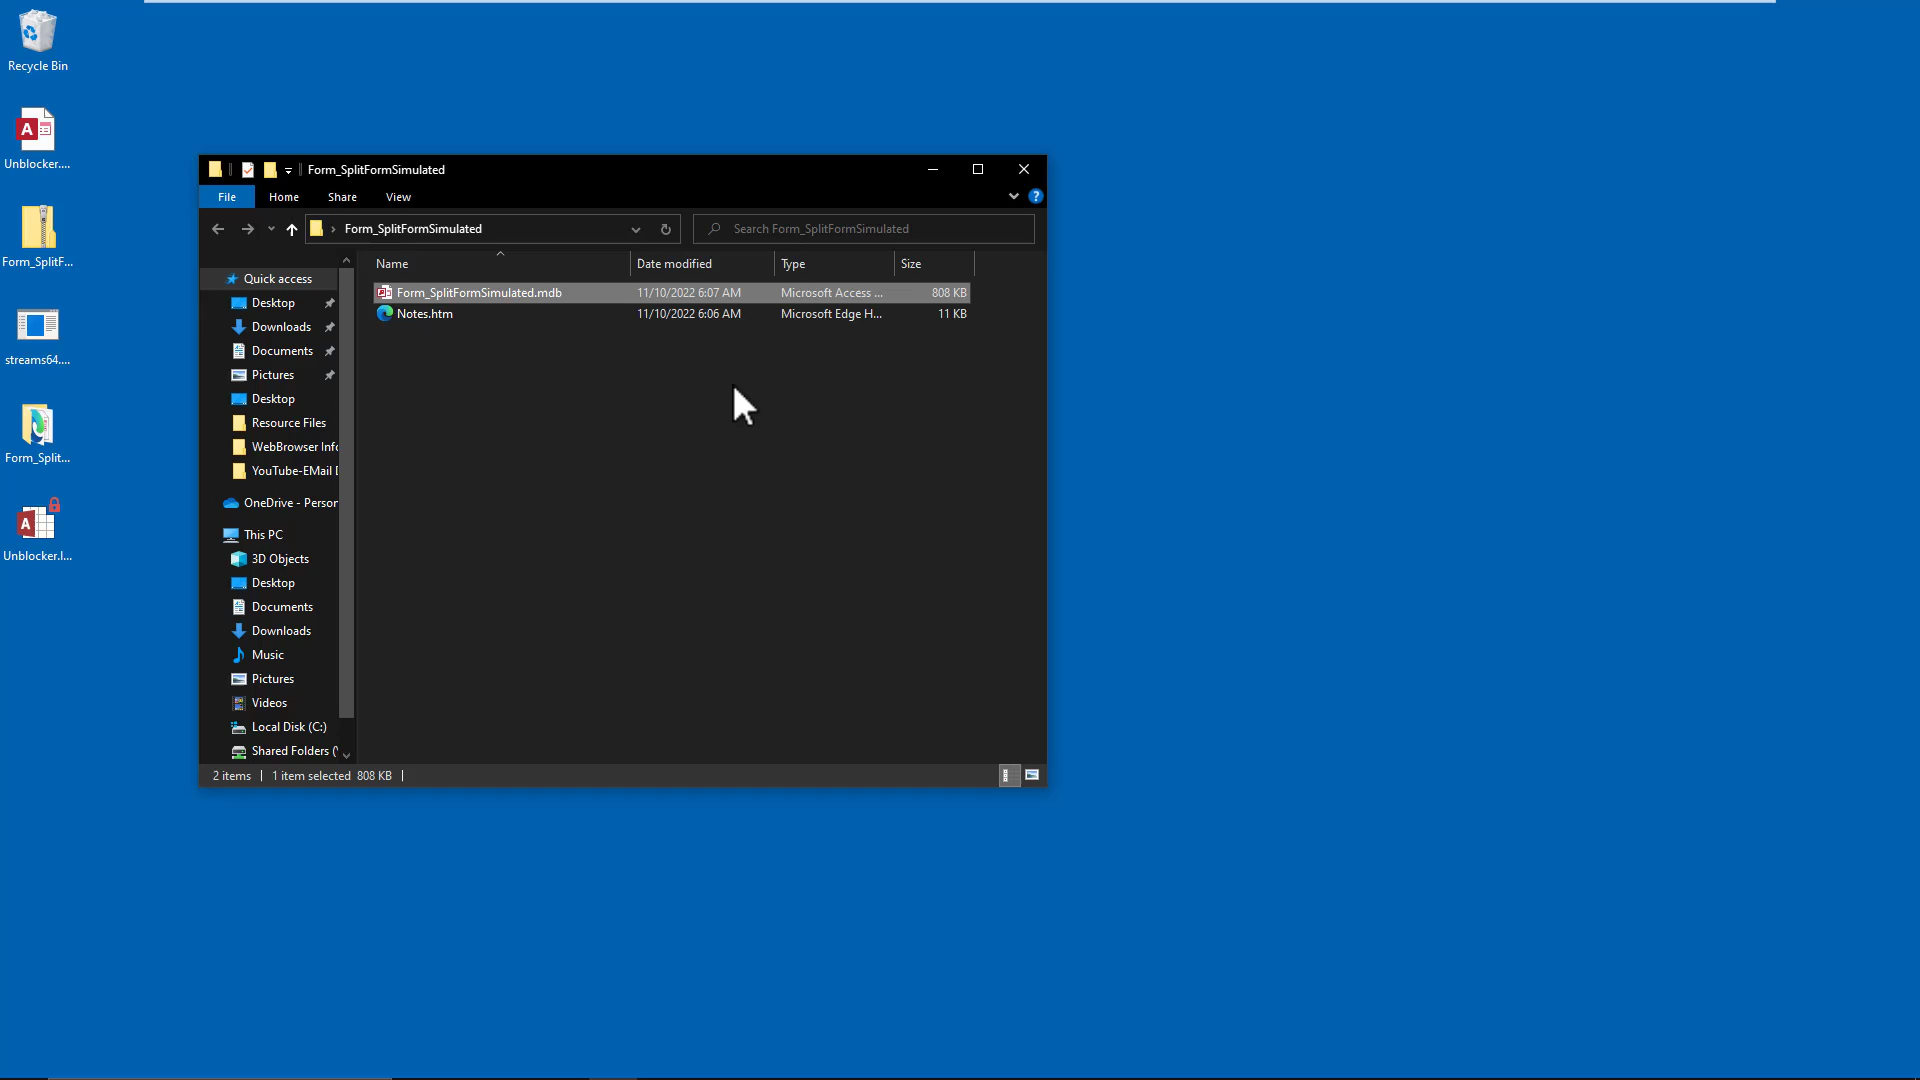 Recycle Bin
Unblocker....
Form_SplitF...
streams64....
Form_Split...
Unblocker.l...
Form_SplitFormSimulated
File Home Share View
Form_SplitFormSimulated
Search Form_SplitFormSimulated
Name Date modified Type Size
Form_SplitFormSimulated.mdb 11/10/2022 6:07 AM Microsoft Access ... 808 KB
Notes.htm 11/10/2022 6:06 AM Microsoft Edge H... 11 KB
Quick access
Desktop
Downloads
Documents
Pictures
Desktop
Resource Files
WebBrowser Info
YouTube-EMail
OneDrive - Person
This PC
3D Objects
Desktop
Documents
Downloads
Music
Pictures
Videos
Local Disk (C:)
Shared Folders (
2 items 1 item selected 808 KB